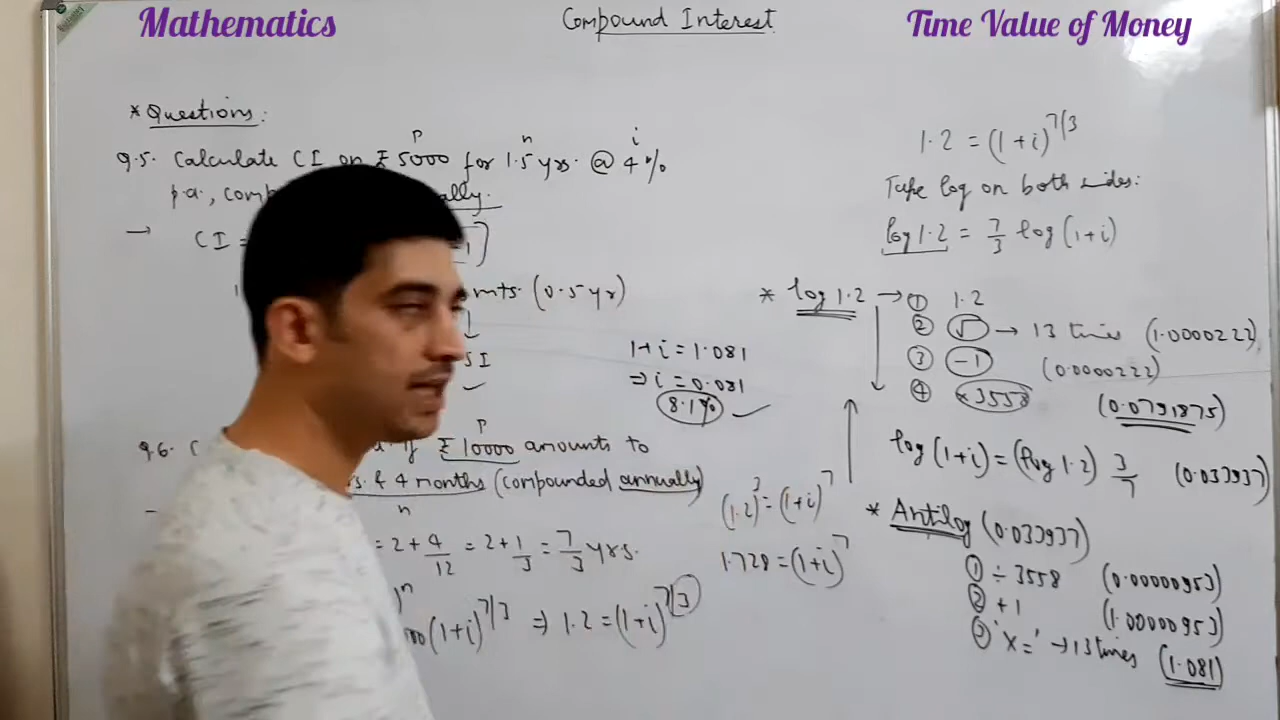 Mathematics
Compound Interest
Time Value of Money
* Questions:
Q.5. Calculate CI on ₹ 5000 for 1.5 yrs. @ 4%
P n i
p.a., comp ally.
→ CI =
(0.5 yr)
SI
1+i = 1.081
⇒ i = 0.081
8.1%
Q.6. if ₹ 10000 amounts to
P
& 4 months (compounded annually)
n
= 2 + 4/12 = 2 + 1/3 = 7/3 yrs.
(1+i)^7/3 ⇒ 1.2 = (1+i)^7/3
(1.2)^3 = (1+i)^7
1.728 = (1+i)^7
1.2 = (1+i)^7/3
Take log on both sides:
log 1.2 = 7/3 log (1+i)
* log 1.2 → ① 1.2
② √ → 13 times (1.0000222)
③ -1 (0.0000222)
④ ×3558 (0.0791875)
log (1+i) = (log 1.2) 3/7 (0.033937)
* Antilog (0.033937)
① ÷ 3558 (0.00000953)
② +1 (1.00000953)
③ 'x=' → 13 times (1.081)